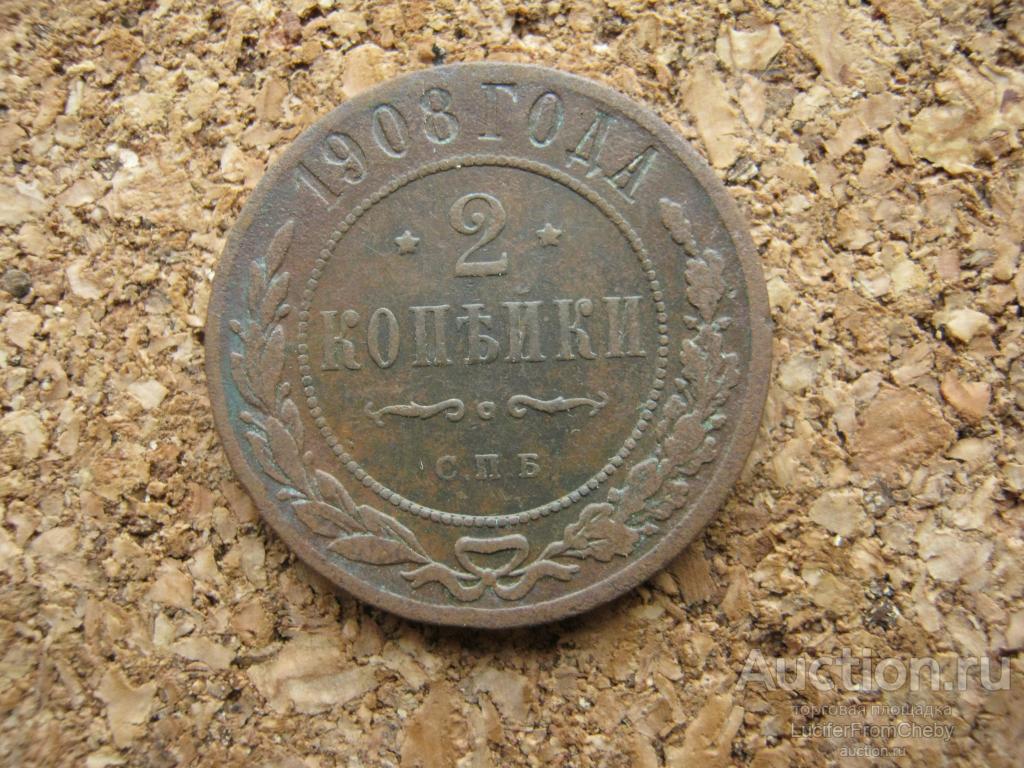 1908 ГОДА
2
КОПѢЙКИ
С.П.Б
Auction.ru
торговая площадка
LuciferFromCheby
auction.ru